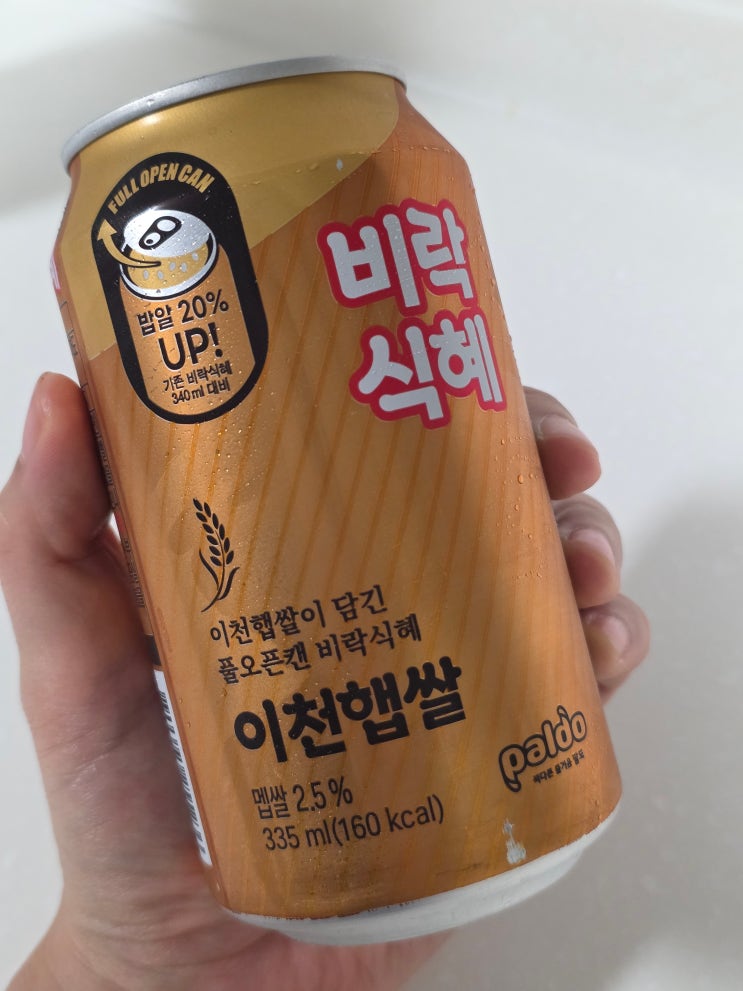 FULL OPEN CAN
밥알 20%
UP!
기존 비락식혜
340 ml 대비
비락
식혜
이천햅쌀이 담긴
풀오픈캔 비락식혜
이천햅쌀
멥쌀 2.5%
335 ml(160 kcal)
paldo